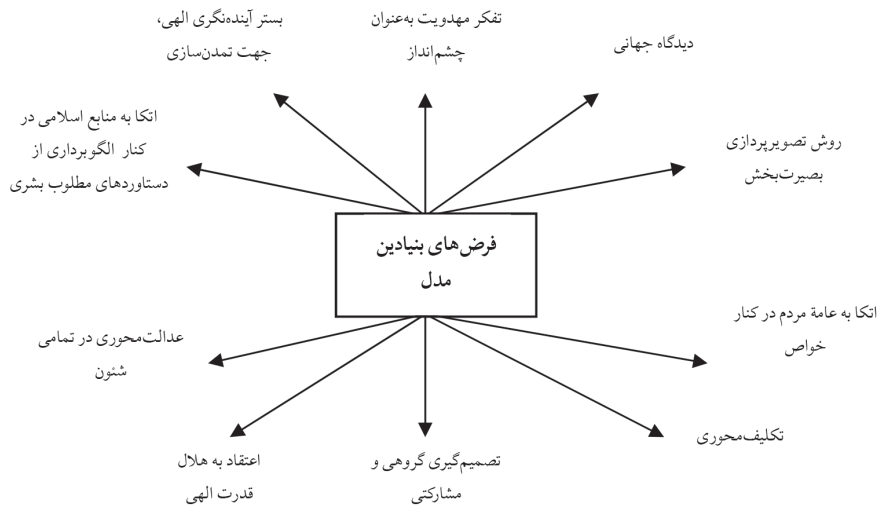 دیدگاه جهانی
تفکر مهدویت به‌عنوان
چشم‌انداز
بستر آینده‌نگری الهی،
جهت تمدن‌سازی
روش تصویرپردازی
بصیرت‌بخش
اتکا به منابع اسلامی در
کنار الگوبرداری از
دستاوردهای مطلوب بشری
فرض‌های بنیادین
مدل
اتکا به عامهٔ مردم در کنار
خواص
عدالت‌محوری در تمامی
شئون
تکلیف‌محوری
تصمیم‌گیری گروهی و
مشارکتی
اعتقاد به هلال
قدرت الهی